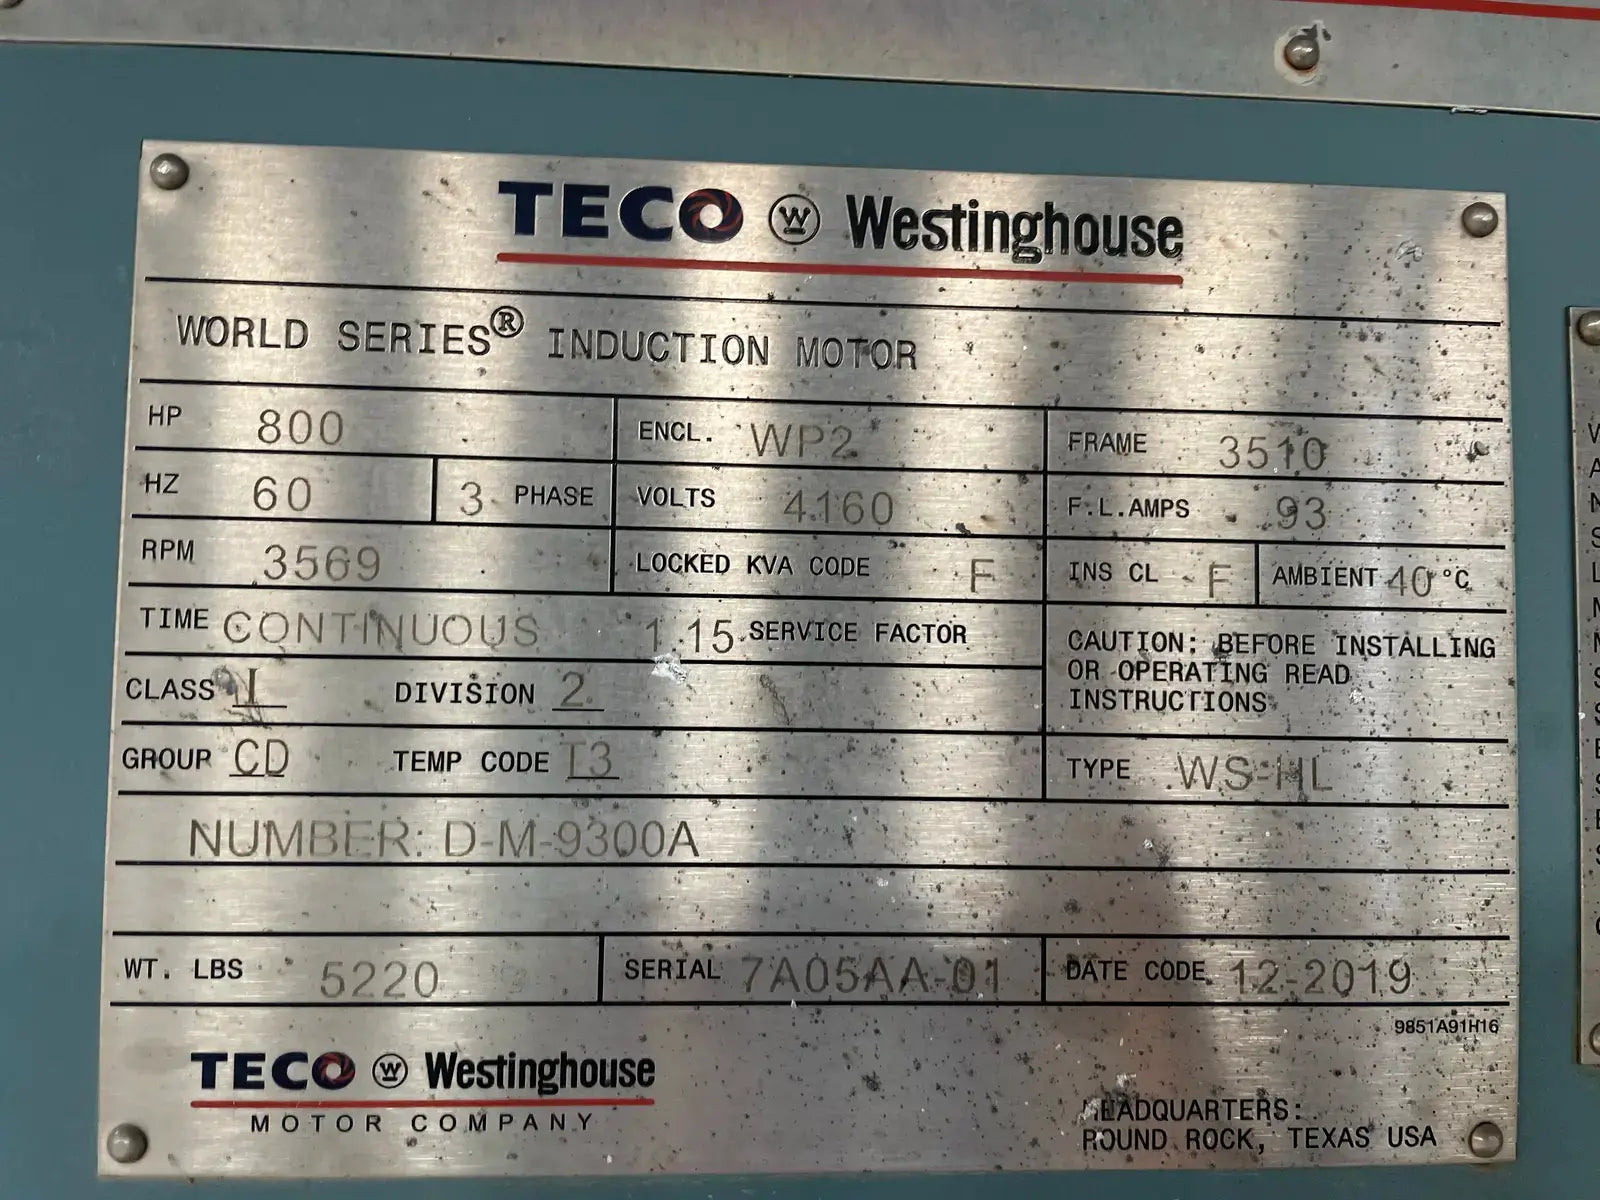 TECO W Westinghouse
WORLD SERIES® INDUCTION MOTOR
HP 800 ENCL. WP2 FRAME 3510
HZ 60 3 PHASE VOLTS 4160 F.L.AMPS 93
RPM 3569 LOCKED KVA CODE F INS CL F AMBIENT 40 °C
TIME CONTINUOUS 1.15 SERVICE FACTOR
CAUTION: BEFORE INSTALLING
OR OPERATING READ
INSTRUCTIONS
CLASS I DIVISION 2
GROUP CD TEMP CODE T3 TYPE WS-HL
NUMBER: D-M-9300A
WT. LBS 5220 SERIAL 7A05AA-01 DATE CODE 12-2019
9851A91H16
TECO W Westinghouse
MOTOR COMPANY
HEADQUARTERS:
ROUND ROCK, TEXAS USA